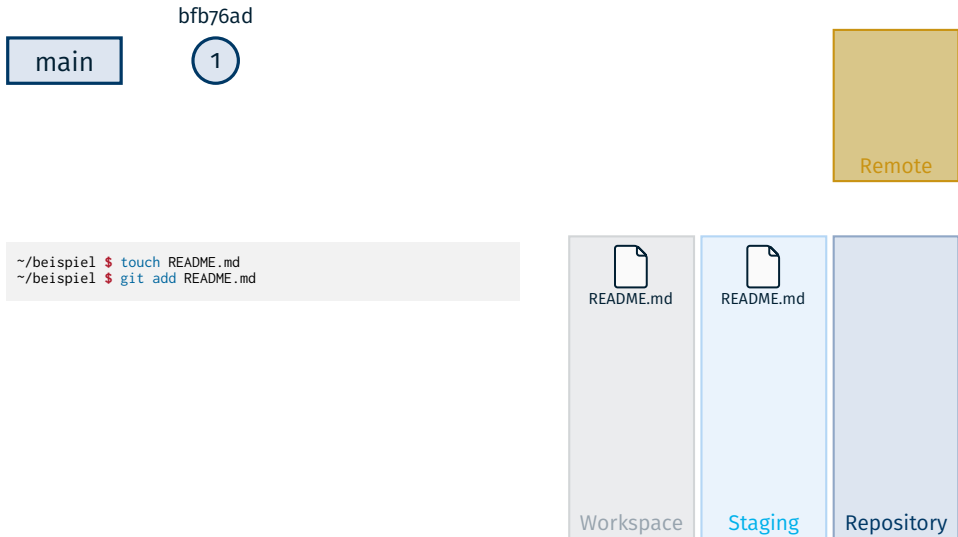 bfb76ad
main
1
Remote
~/beispiel $ touch README.md
~/beispiel $ git add README.md
README.md
README.md
Workspace
Staging
Repository